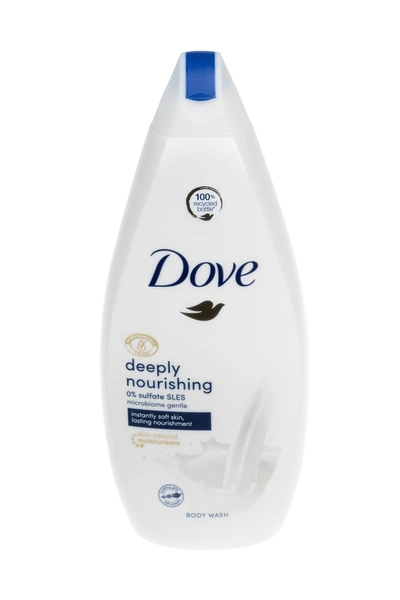 100%
recycled
bottle*
Dove
deeply
nourishing
0% sulfate SLES
microbiome gentle
instantly soft skin,
lasting nourishment
skin-natural
moisturisers
BODY WASH